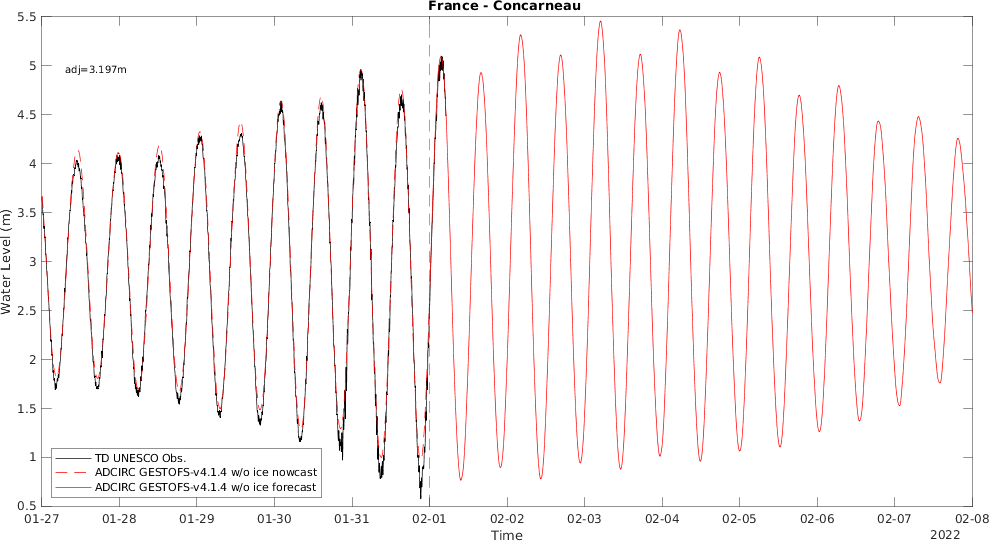 France - Concarneau
5.5
5
4.5
4
3.5
3
2.5
2
1.5
1
0.5
Water Level (m)
adj=3.197m
TD UNESCO Obs.
ADCIRC GESTOFS-v4.1.4 w/o ice nowcast
ADCIRC GESTOFS-v4.1.4 w/o ice forecast
01-27 01-28 01-29 01-30 01-31 02-01 02-02 02-03 02-04 02-05 02-06 02-07 02-08
Time
2022